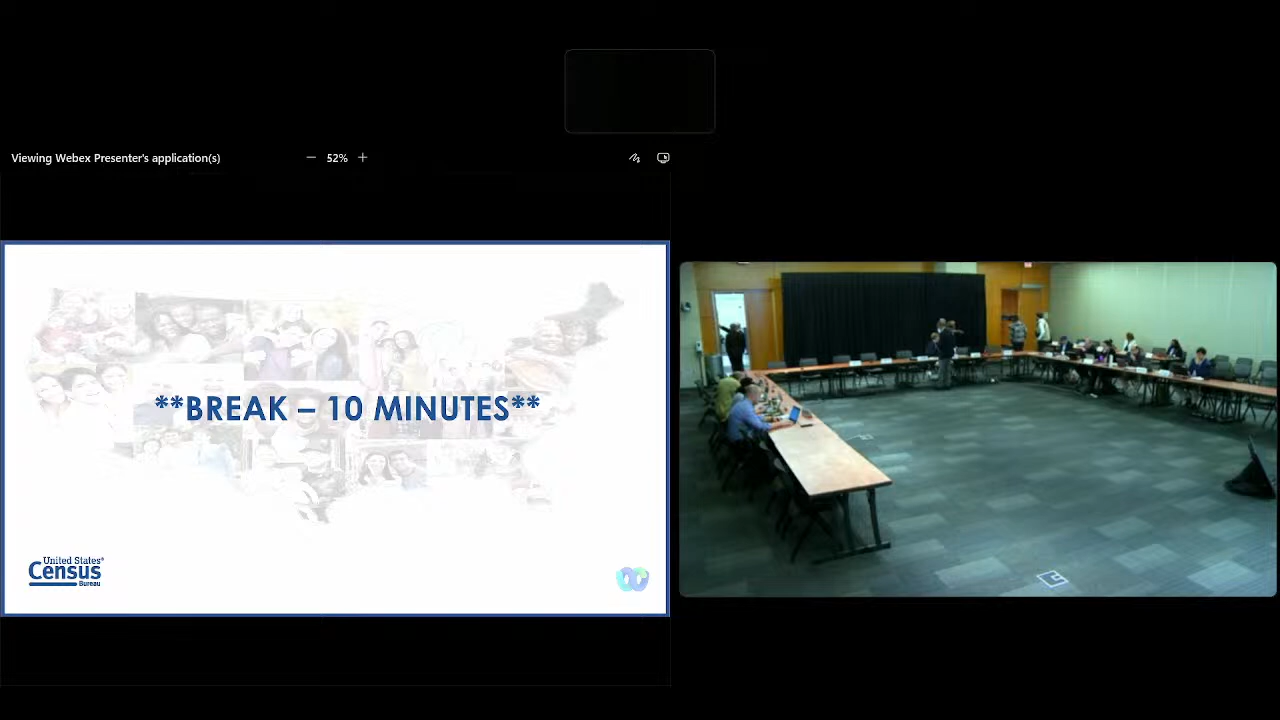 Viewing Webex Presenter's application(s)
52%
**BREAK – 10 MINUTES**
United States®
Census
Bureau